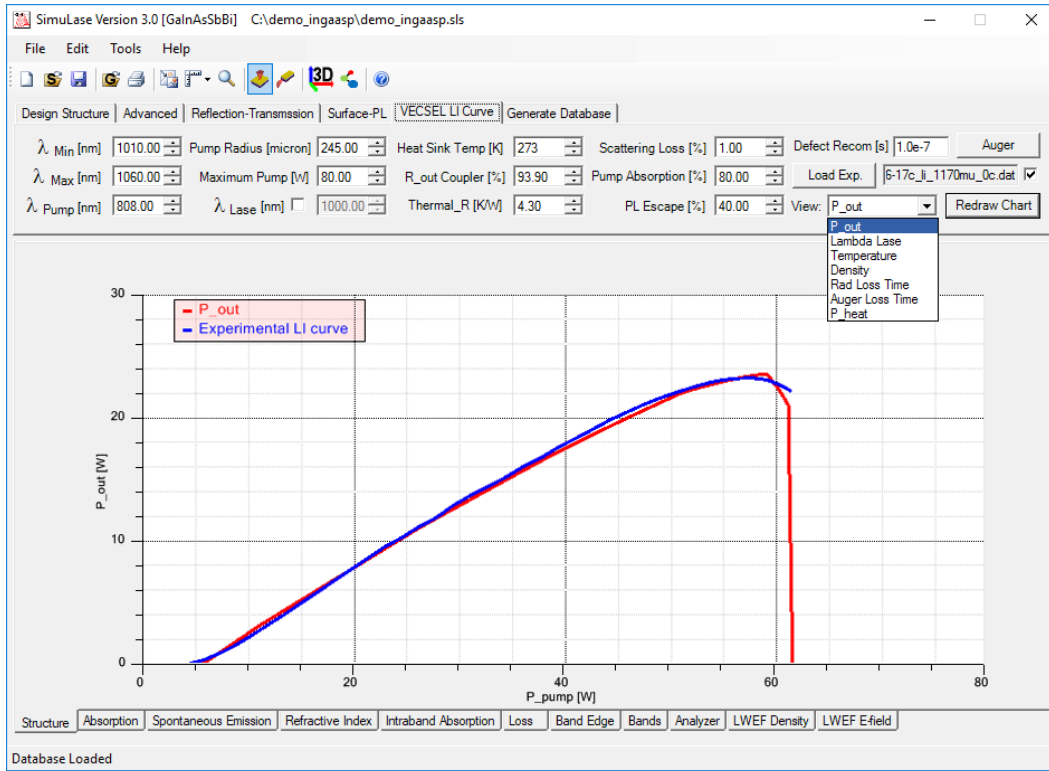 SimuLase Version 3.0 [GaInAsSbBi] C:\demo_ingaasp\demo_ingaasp.sls
File Edit Tools Help
S G 3D
Design Structure Advanced Reflection-Transmssion Surface-PL VECSEL LI Curve Generate Database
λ Min [nm] 1010.00 Pump Radius [micron] 245.00 Heat Sink Temp [K] 273 Scattering Loss [%] 1.00 Defect Recom [s] 1.0e-7 Auger
λ Max [nm] 1060.00 Maximum Pump [W] 80.00 R_out Coupler [%] 93.90 Pump Absorption [%] 80.00 Load Exp. 6-17c_li_1170mu_0c.dat
λ Pump [nm] 808.00 λ Lase [nm] 1000.00 Thermal_R [K/W] 4.30 PL Escape [%] 40.00 View: P_out Redraw Chart
P_out
Lambda Lase
Temperature
Density
Rad Loss Time
Auger Loss Time
P_heat
30
P_out
Experimental LI curve
20
P_out [W]
10
0
0 20 40 60 80
P_pump [W]
Structure Absorption Spontaneous Emission Refractive Index Intraband Absorption Loss Band Edge Bands Analyzer LWEF Density LWEF E-field
Database Loaded